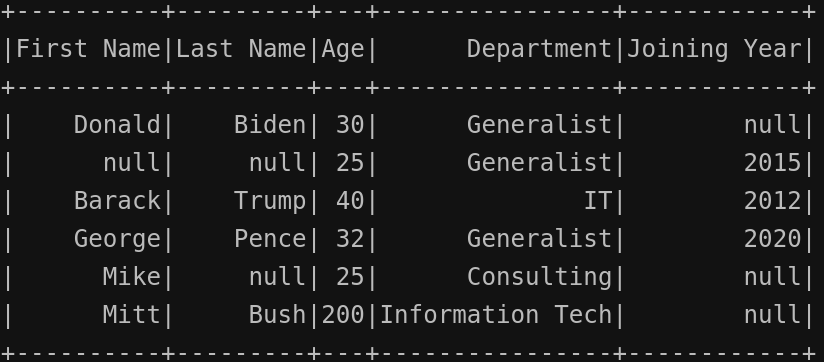 +----------+---------+---+----------------+------------+
|First Name|Last Name|Age|      Department|Joining Year|
+----------+---------+---+----------------+------------+
|    Donald|    Biden| 30|      Generalist|        null|
|      null|     null| 25|      Generalist|        2015|
|    Barack|    Trump| 40|              IT|        2012|
|    George|    Pence| 32|      Generalist|        2020|
|      Mike|     null| 25|      Consulting|        null|
|      Mitt|     Bush|200|Information Tech|        null|
+----------+---------+---+----------------+------------+